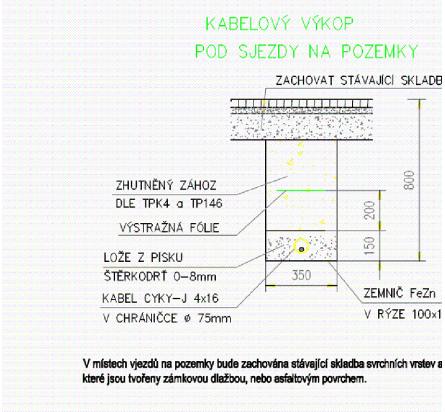 KABELOVÝ VÝKOP
POD SJEZDY NA POZEMKY
ZACHOVAT STÁVAJÍCÍ SKLADB
ZHUTNĚNÝ ZÁHOZ
DLE TPK4 a TP146
VÝSTRAŽNÁ FÓLIE
LOŽE Z PISKU
ŠTĚRKODRŤ 0-8mm
KABEL CYKY-J 4x16
V CHRÁNIČCE ø 75mm
800
200
150
350
ZEMNIČ FeZn
V RÝZE 100x1
V místech vjezdů na pozemky bude zachována stávající skladba svrchních vrstev a
které jsou tvořeny zámkovou dlažbou, nebo asfaltovým povrchem.